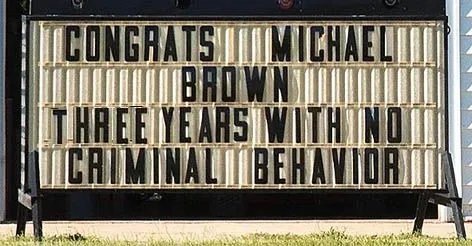 CONGRATS MICHAEL
BROWN
THREE YEARS WITH NO
CRIMINAL BEHAVIOR